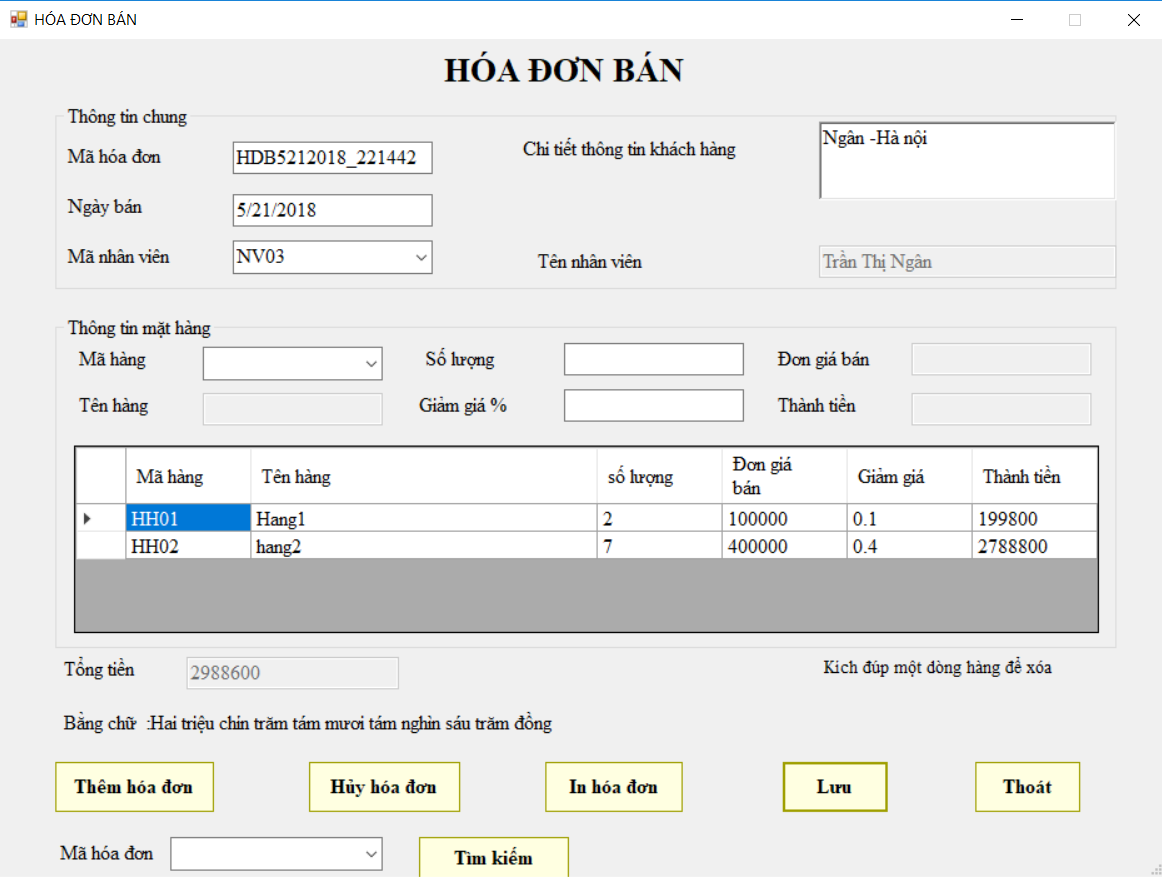 HÓA ĐƠN BÁN
HÓA ĐƠN BÁN
Thông tin chung
Mã hóa đơn HDB5212018_221442 Chi tiết thông tin khách hàng Ngân -Hà nội
Ngày bán 5/21/2018
Mã nhân viên NV03 Tên nhân viên Trần Thị Ngân
Thông tin mặt hàng
Mã hàng Số lượng Đơn giá bán
Tên hàng Giảm giá % Thành tiền
Mã hàng Tên hàng số lượng Đơn giá bán Giảm giá Thành tiền
HH01 Hang1 2 100000 0.1 199800
HH02 hang2 7 400000 0.4 2788800
Tổng tiền 2988600 Kich đúp một dòng hàng để xóa
Bằng chữ :Hai triệu chín trăm tám mươi tám nghìn sáu trăm đồng
Thêm hóa đơn Hủy hóa đơn In hóa đơn Lưu Thoát
Mã hóa đơn Tìm kiếm